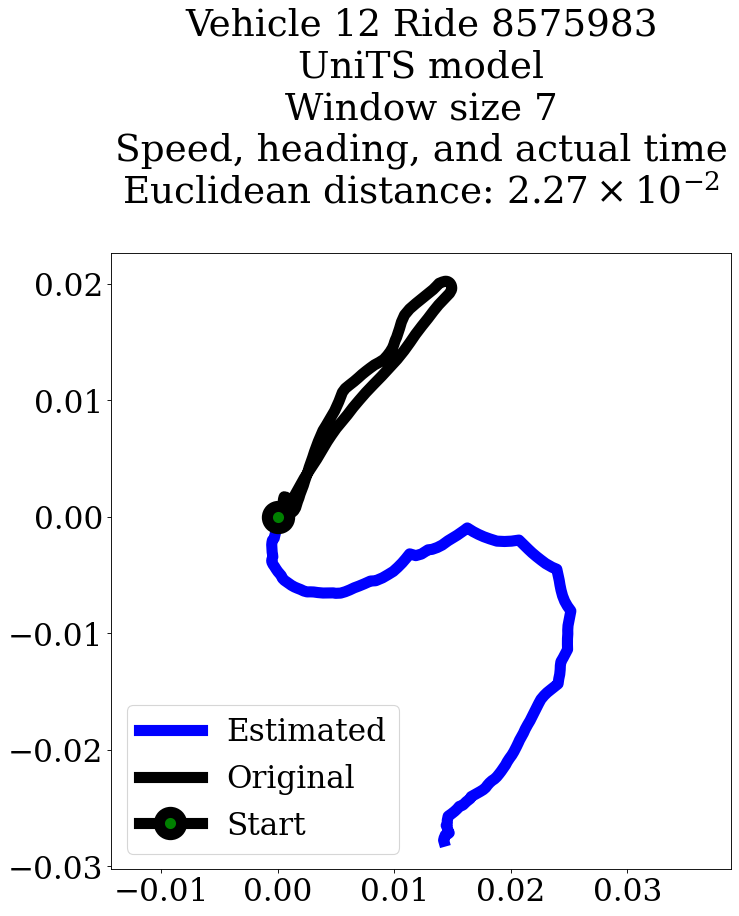 Vehicle 12 Ride 8575983
UniTS model
Window size 7
Speed, heading, and actual time
Euclidean distance: 2.27 × 10⁻²
0.02
0.01
0.00
−0.01
−0.02
−0.03
Estimated
Original
Start
−0.01 0.00 0.01 0.02 0.03